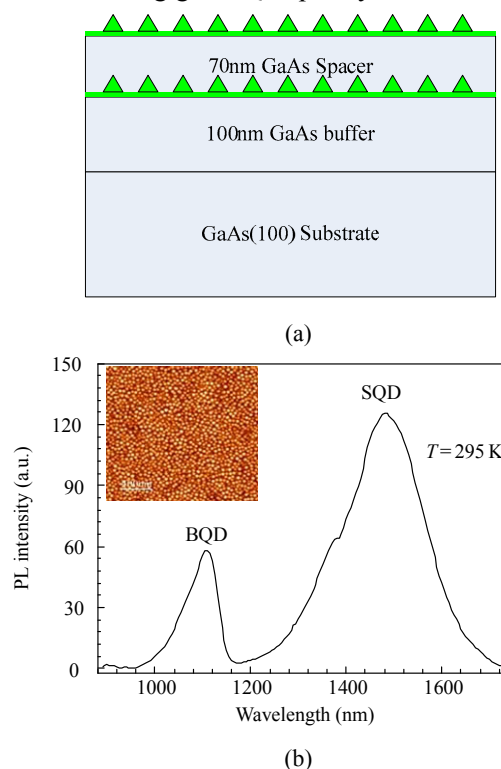 70nm GaAs Spacer
100nm GaAs buffer
GaAs(100) Substrate
(a)
150
120
90
60
30
0
PL intensity (a.u.)
SQD
T = 295 K
BQD
1000
1200
1400
1600
Wavelength (nm)
(b)